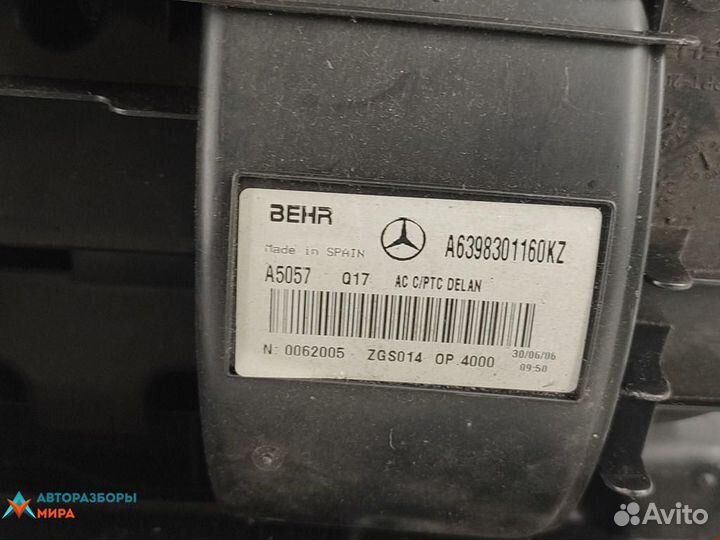 BEHR
A6398301160KZ
Made in SPAIN
A5057 Q17 AC C/PTC DELAN
N: 0062005 ZGS014 OP.4000
30/06/06
09:50
АВТОРАЗБОРЫ
МИРА
Avito